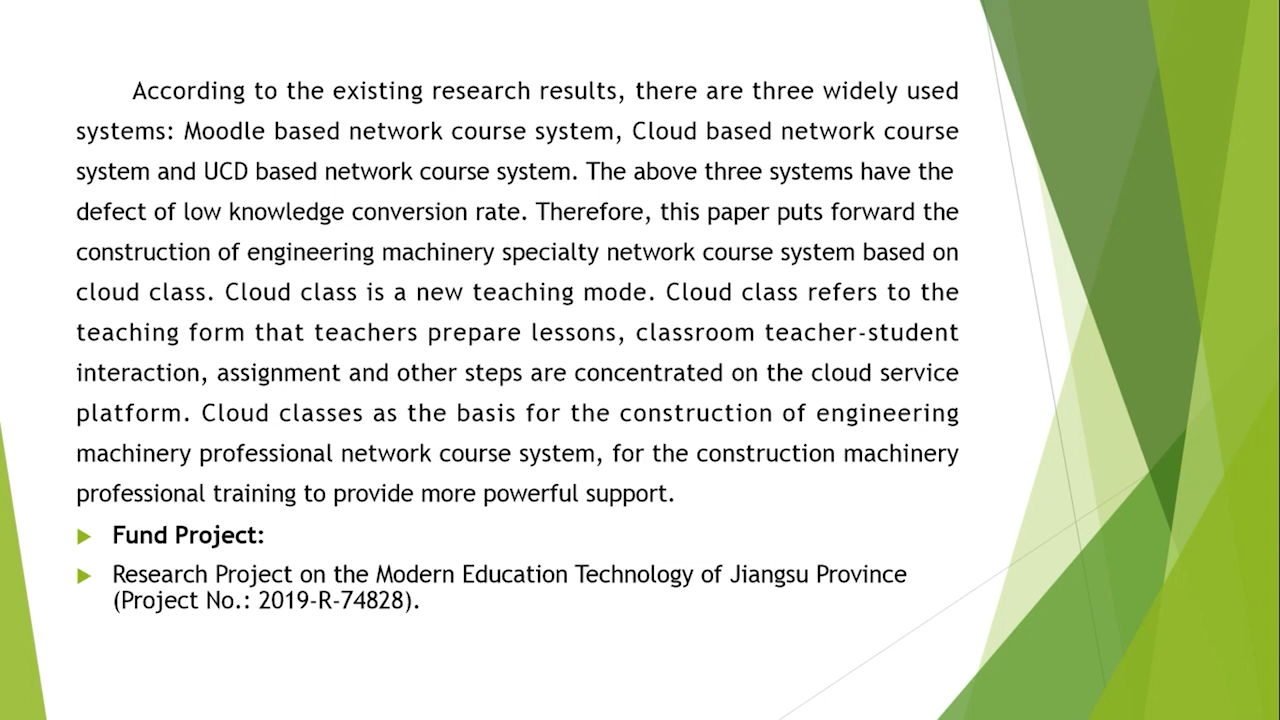 According to the existing research results, there are three widely used
systems: Moodle based network course system, Cloud based network course
system and UCD based network course system. The above three systems have the
defect of low knowledge conversion rate. Therefore, this paper puts forward the
construction of engineering machinery specialty network course system based on
cloud class. Cloud class is a new teaching mode. Cloud class refers to the
teaching form that teachers prepare lessons, classroom teacher-student
interaction, assignment and other steps are concentrated on the cloud service
platform. Cloud classes as the basis for the construction of engineering
machinery professional network course system, for the construction machinery
professional training to provide more powerful support.
Fund Project:
Research Project on the Modern Education Technology of Jiangsu Province
(Project No.: 2019-R-74828).